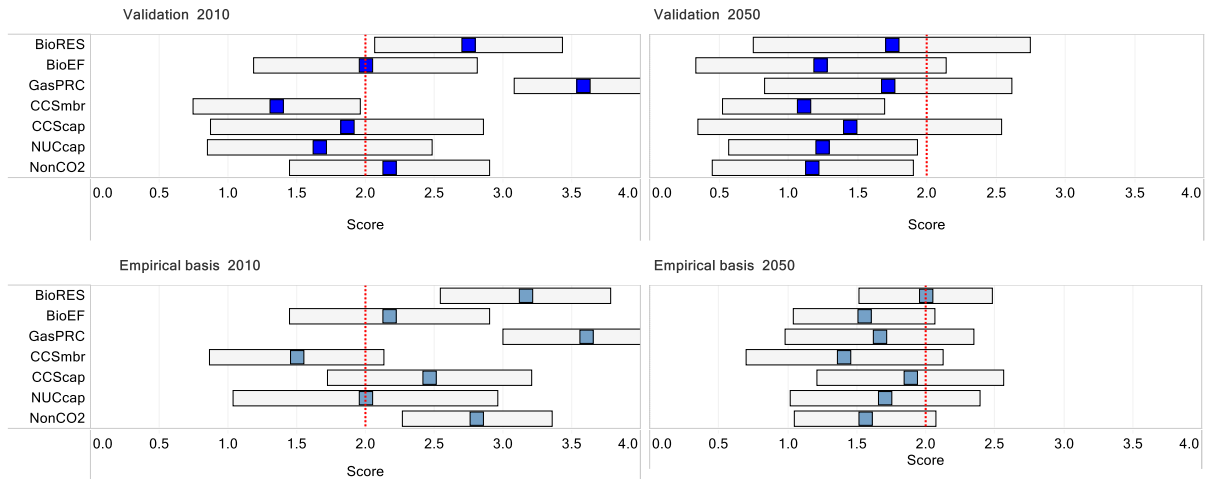 Validation 2010
Validation 2050
BioRES
BioEF
GasPRC
CCSmbr
CCScap
NUCcap
NonCO2
0.0 0.5 1.0 1.5 2.0 2.5 3.0 3.5 4.0
0.0 0.5 1.0 1.5 2.0 2.5 3.0 3.5 4.0
Score
Score
Empirical basis 2010
Empirical basis 2050
BioRES
BioEF
GasPRC
CCSmbr
CCScap
NUCcap
NonCO2
0.0 0.5 1.0 1.5 2.0 2.5 3.0 3.5 4.0
0.0 0.5 1.0 1.5 2.0 2.5 3.0 3.5 4.0
Score
Score